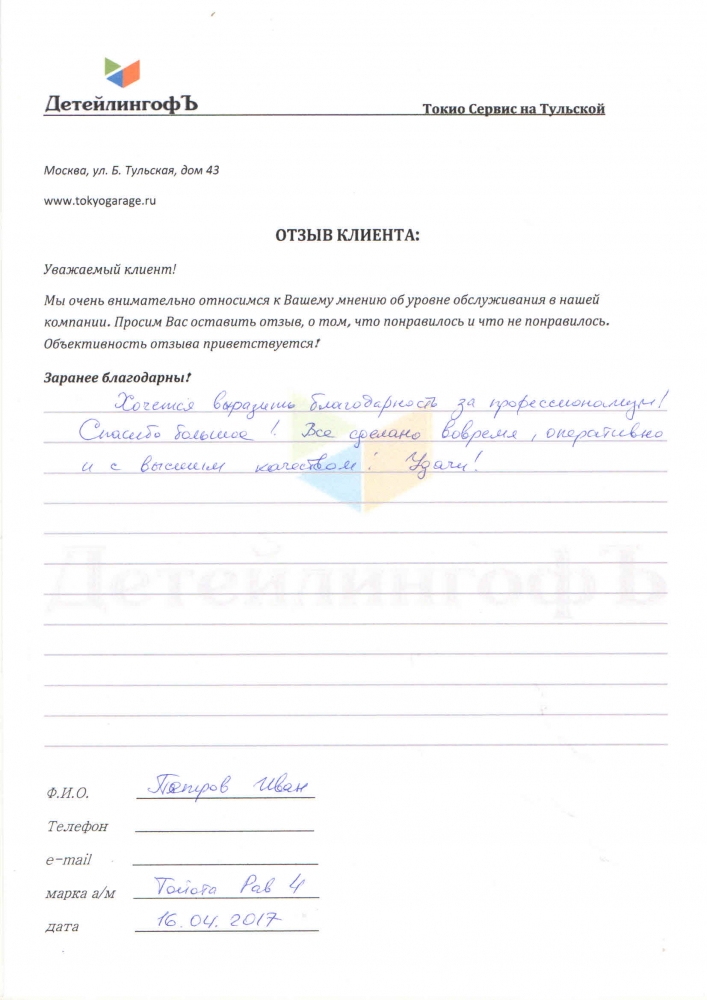 ДетейлингофЪ Токио Сервис на Тульской
Москва, ул. Б. Тульская, дом 43
www.tokyogarage.ru
ОТЗЫВ КЛИЕНТА:
Уважаемый клиент!
Мы очень внимательно относимся к Вашему мнению об уровне обслуживания в нашей
компании. Просим Вас оставить отзыв, о том, что понравилось и что не понравилось.
Объективность отзыва приветствуется!
Заранее благодарны!
Хочется выразить благодарность за профессионализм!
Спасибо большое! Все сделано вовремя, оперативно
и с высшим качеством! Удачи!
ДетейлингофЪ
Ф.И.О. Петров Иван
Телефон
e-mail
марка а/м Тойота Рав 4
дата 16.04.2017